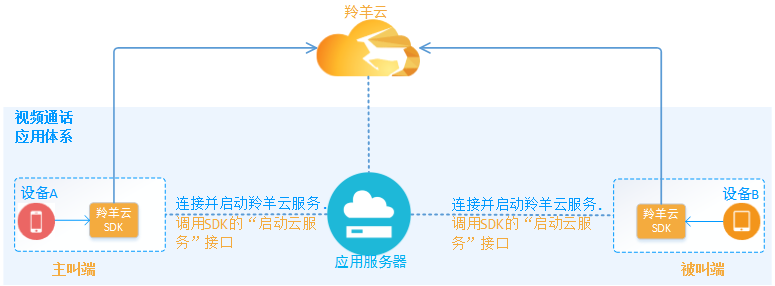 羚羊云
视频通话
应用体系
设备A
羚羊云
SDK
主叫端
连接并启动羚羊云服务.
调用SDK的“启动云服
务”接口
应用服务器
连接并启动羚羊云服务.
调用SDK的“启动云服
务”接口
设备B
羚羊云
SDK
被叫端